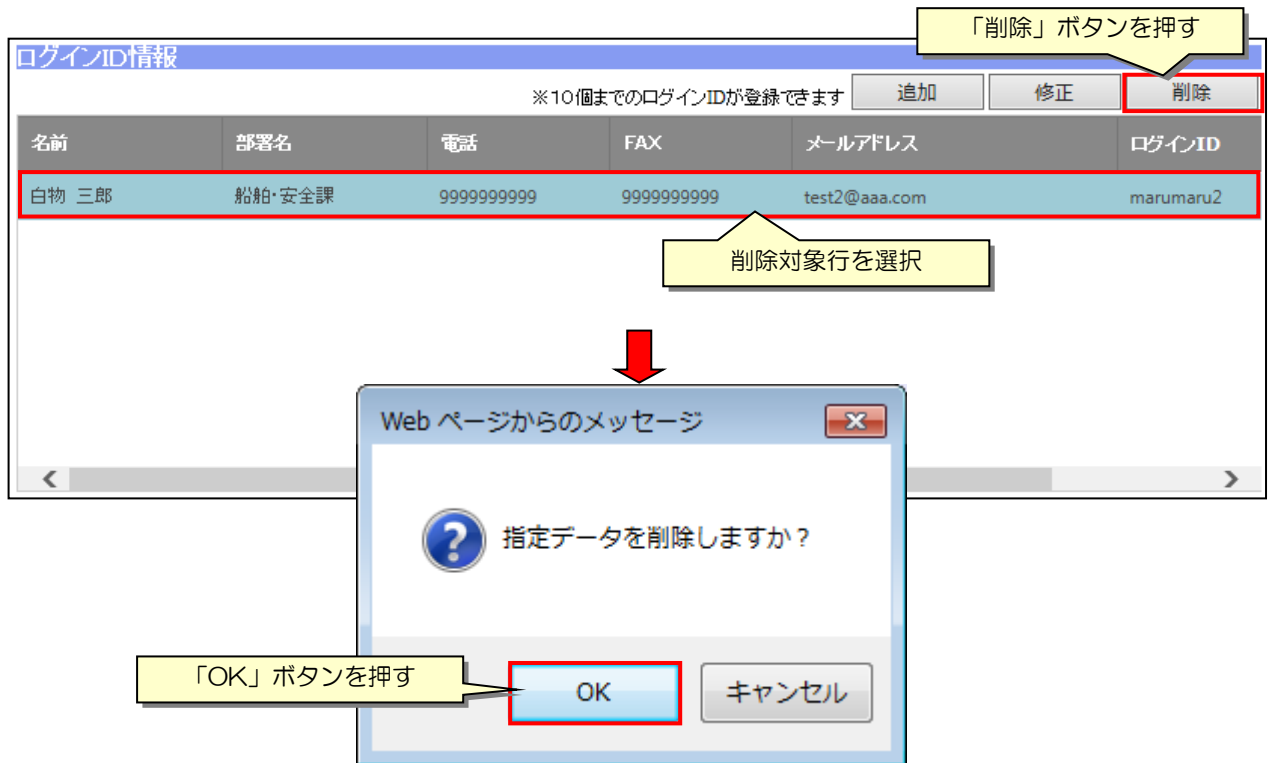 「削除」ボタンを押す
ログインID情報
※10個までのログインIDが登録できます 追加 修正 削除
名前 部署名 電話 FAX メールアドレス ログインID
白物 三郎 船舶・安全課 9999999999 9999999999 test2@aaa.com marumaru2
削除対象行を選択
Web ページからのメッセージ
指定データを削除しますか？
「OK」ボタンを押す
OK キャンセル